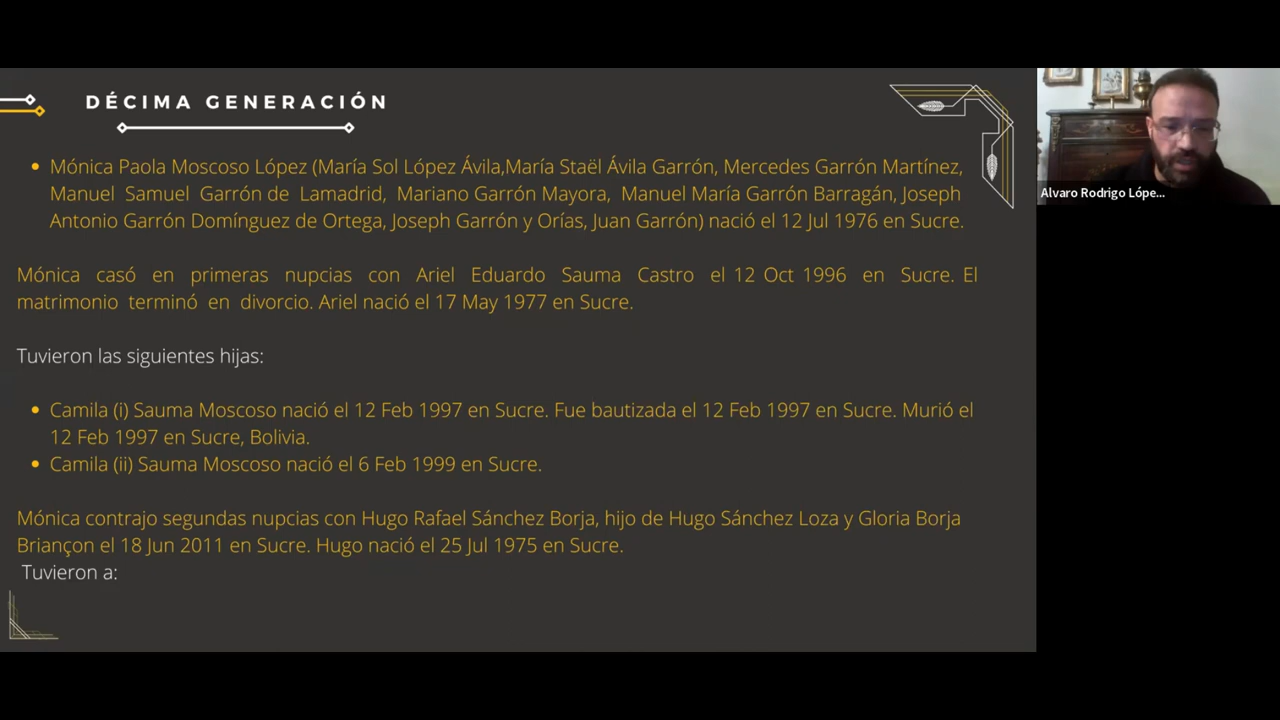 DÉCIMA GENERACIÓN
Mónica Paola Moscoso López (María Sol López Ávila,María Staël Ávila Garrón, Mercedes Garrón Martínez,
Manuel Samuel Garrón de Lamadrid, Mariano Garrón Mayora, Manuel María Garrón Barragán, Joseph
Antonio Garrón Domínguez de Ortega, Joseph Garrón y Orías, Juan Garrón) nació el 12 Jul 1976 en Sucre.
Mónica casó en primeras nupcias con Ariel Eduardo Sauma Castro el 12 Oct 1996 en Sucre. El
matrimonio terminó en divorcio. Ariel nació el 17 May 1977 en Sucre.
Tuvieron las siguientes hijas:
Camila (i) Sauma Moscoso nació el 12 Feb 1997 en Sucre. Fue bautizada el 12 Feb 1997 en Sucre. Murió el
12 Feb 1997 en Sucre, Bolivia.
Camila (ii) Sauma Moscoso nació el 6 Feb 1999 en Sucre.
Mónica contrajo segundas nupcias con Hugo Rafael Sánchez Borja, hijo de Hugo Sánchez Loza y Gloria Borja
Briançon el 18 Jun 2011 en Sucre. Hugo nació el 25 Jul 1975 en Sucre.
Tuvieron a:
Alvaro Rodrigo Lópe...